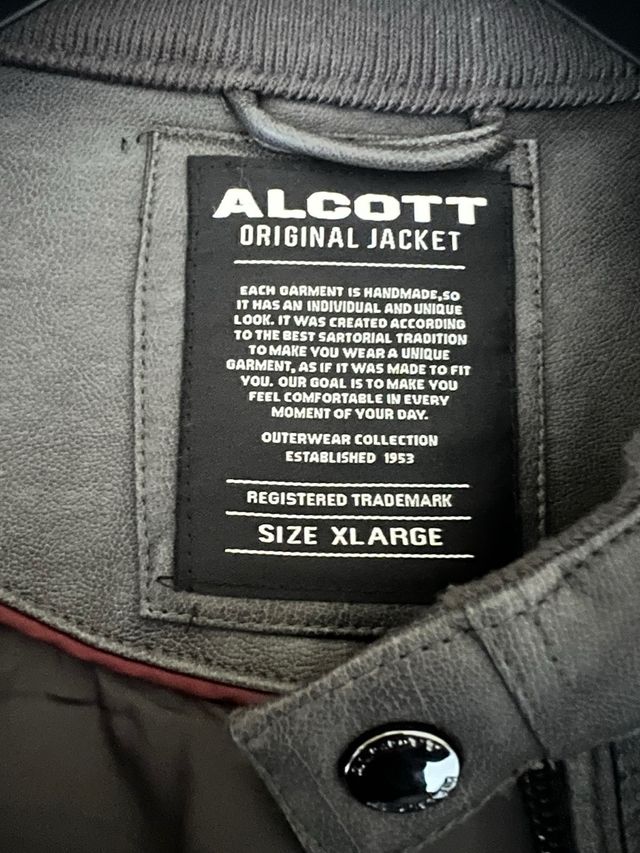 ALCOTT
ORIGINAL JACKET
EACH GARMENT IS HANDMADE,SO
IT HAS AN INDIVIDUAL AND UNIQUE
LOOK. IT WAS CREATED ACCORDING
TO THE BEST SARTORIAL TRADITION
TO MAKE YOU WEAR A UNIQUE
GARMENT, AS IF IT WAS MADE TO FIT
YOU. OUR GOAL IS TO MAKE YOU
FEEL COMFORTABLE IN EVERY
MOMENT OF YOUR DAY.
OUTERWEAR COLLECTION
ESTABLISHED 1953
REGISTERED TRADEMARK
SIZE XLARGE